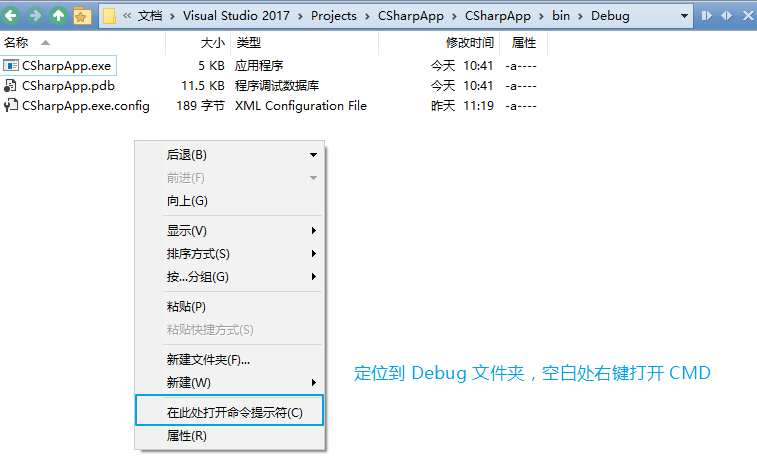 « 文档 Visual Studio 2017 Projects CSharpApp CSharpApp bin Debug
名称 大小 类型 修改时间 属性
CSharpApp.exe 5 KB 应用程序 今天 10:41 -a----
CSharpApp.pdb 11.5 KB 程序调试数据库 今天 10:41 -a----
CSharpApp.exe.config 189 字节 XML Configuration File 昨天 11:19 -a----
后退(B)
前进(F)
向上(G)
显示(V)
排序方式(S)
按...分组(G)
粘贴(P)
粘贴快捷方式(S)
新建文件夹(F)...
定位到 Debug 文件夹，空白处右键打开 CMD
新建(W)
在此处打开命令提示符(C)
属性(R)